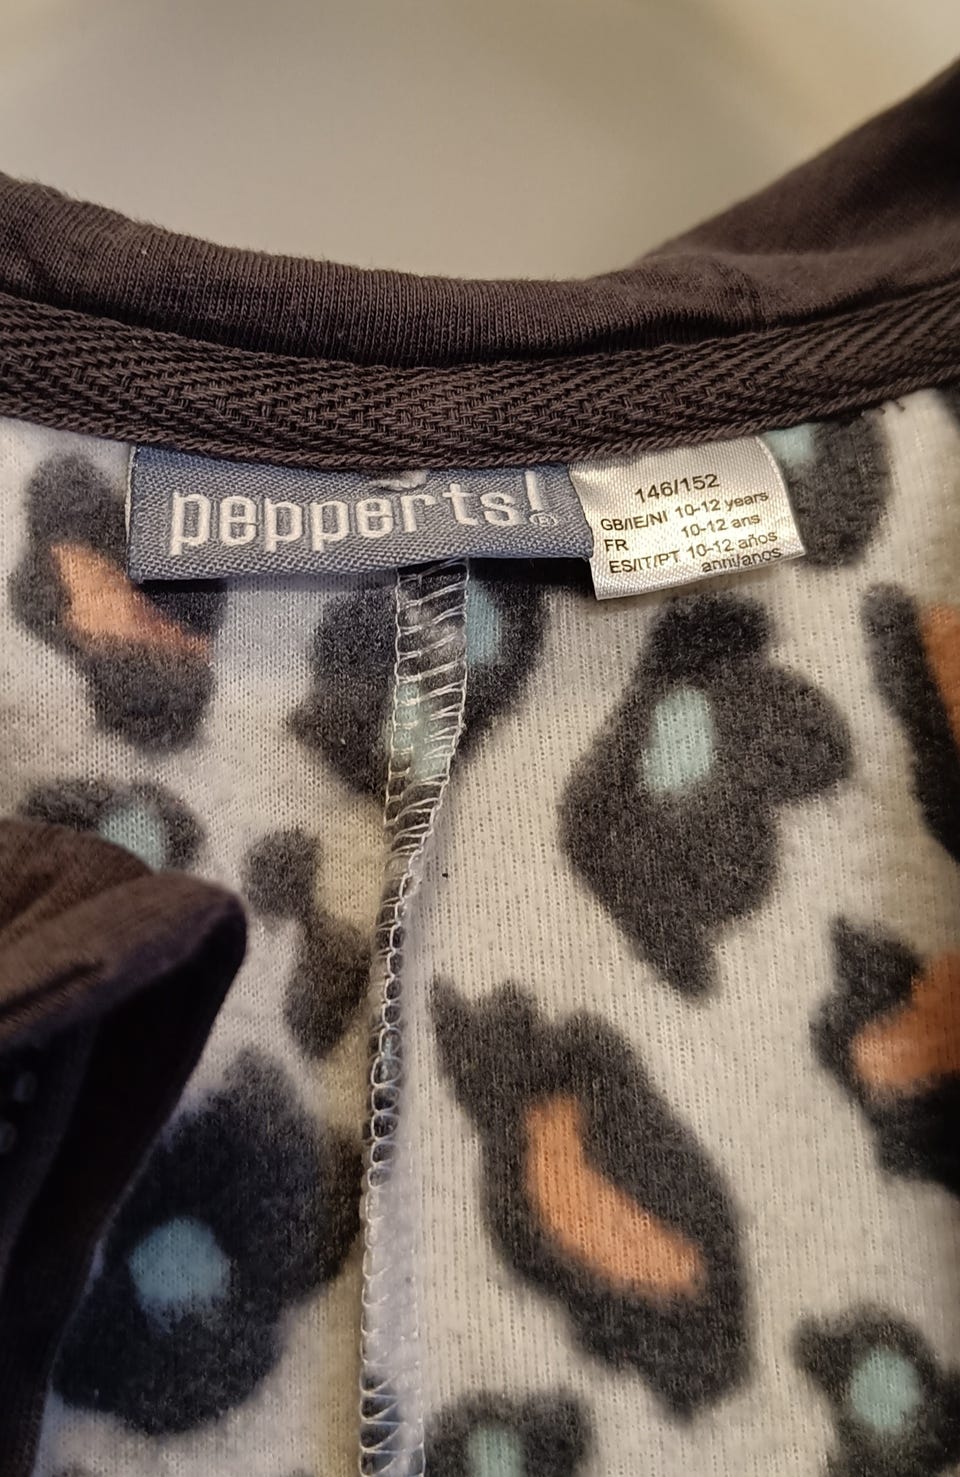 pepperts!®
146/152
GB/IE/NI 10-12 years
FR 10-12 ans
ES/IT/PT 10-12 años
anni/anos